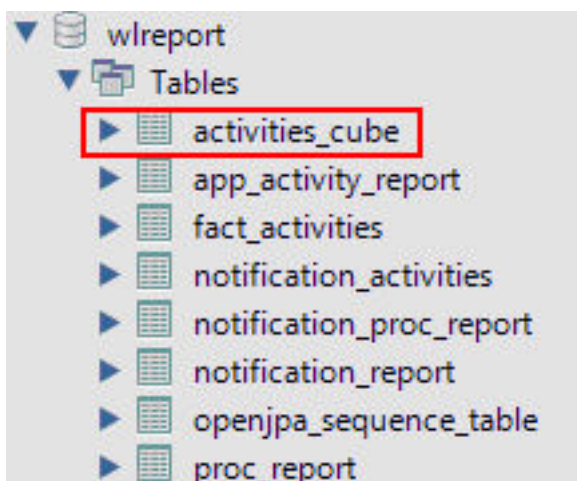 wlreport
Tables
activities_cube
app_activity_report
fact_activities
notification_activities
notification_proc_report
notification_report
openjpa_sequence_table
proc_report